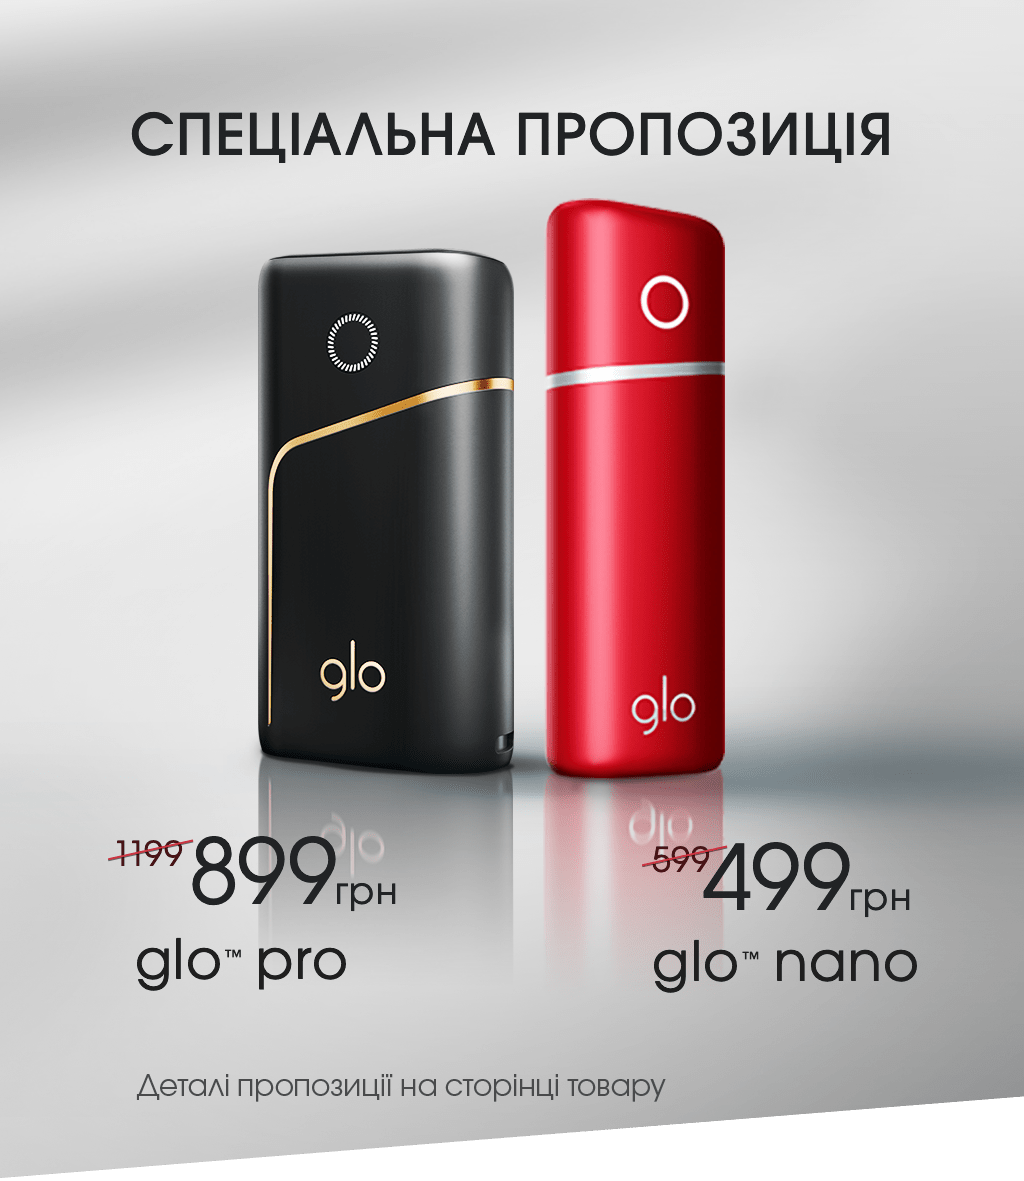 СПЕЦІАЛЬНА ПРОПОЗИЦІЯ
glo
glo
1199 899грн
glo™ pro
599 499грн
glo™ nano
Деталі пропозиції на сторінці товару